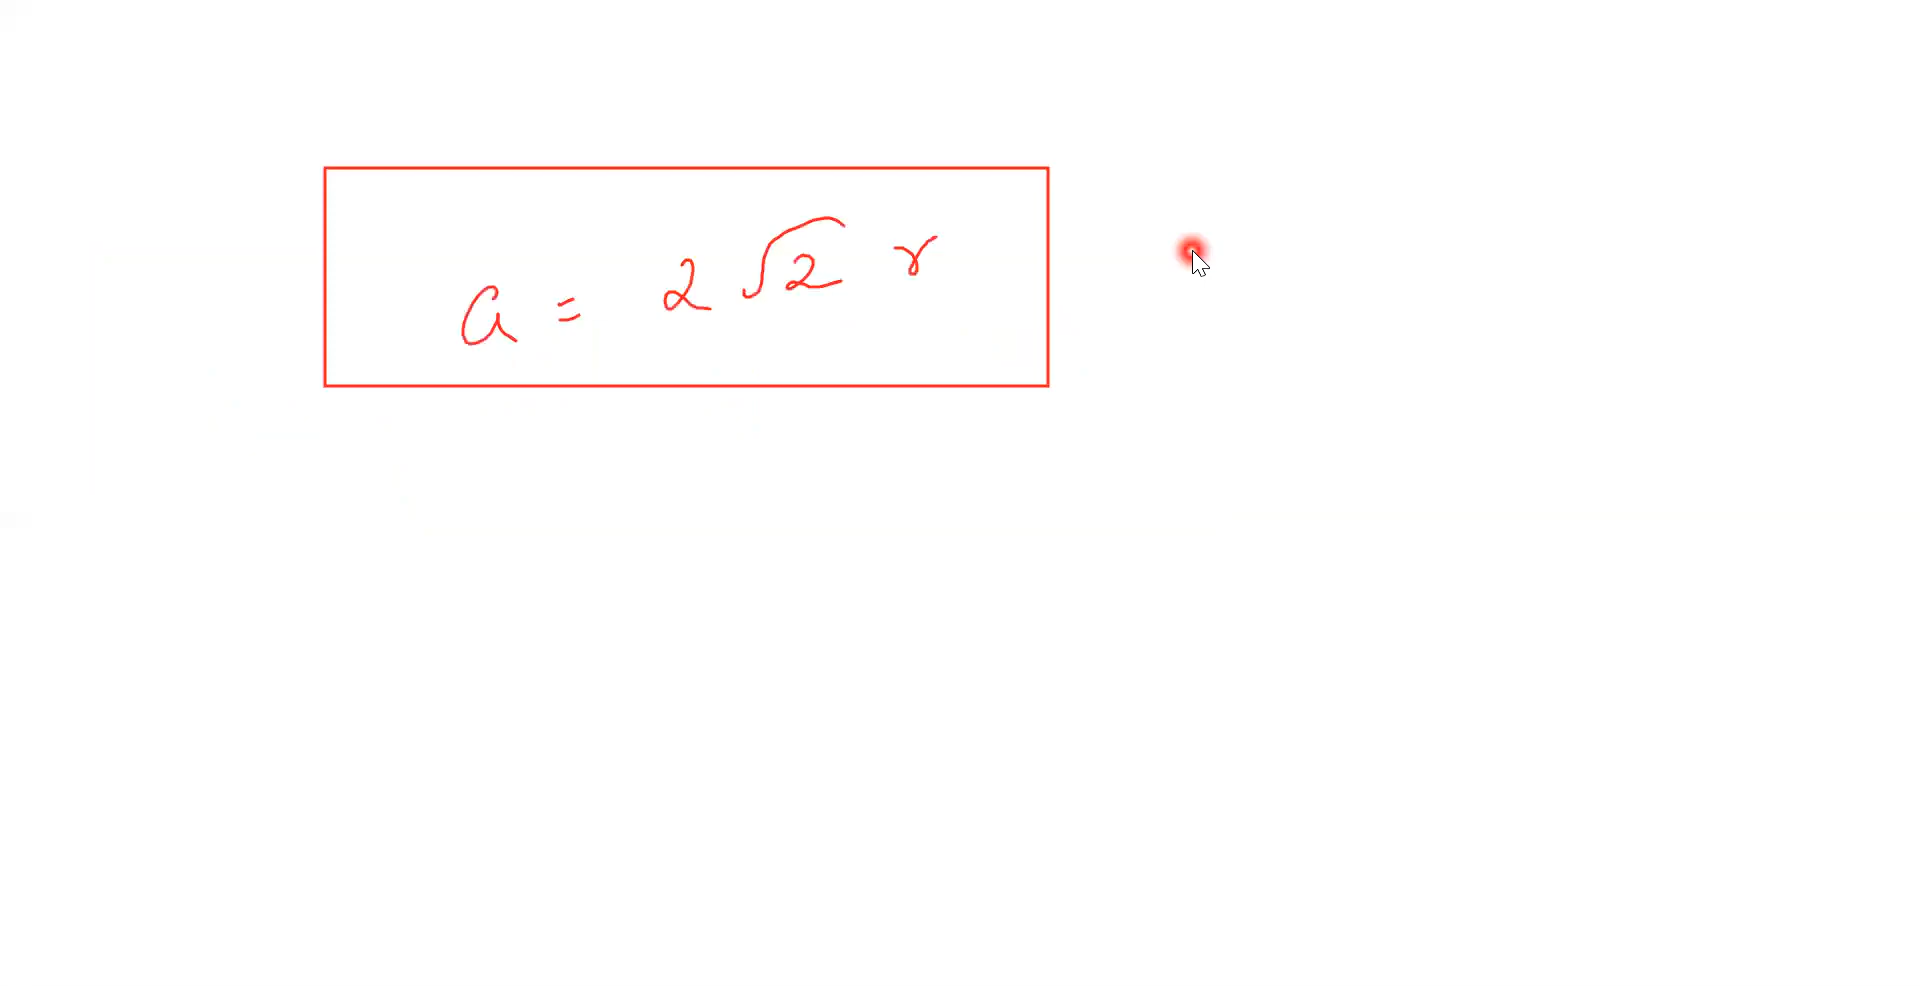 a = 2 √2 r